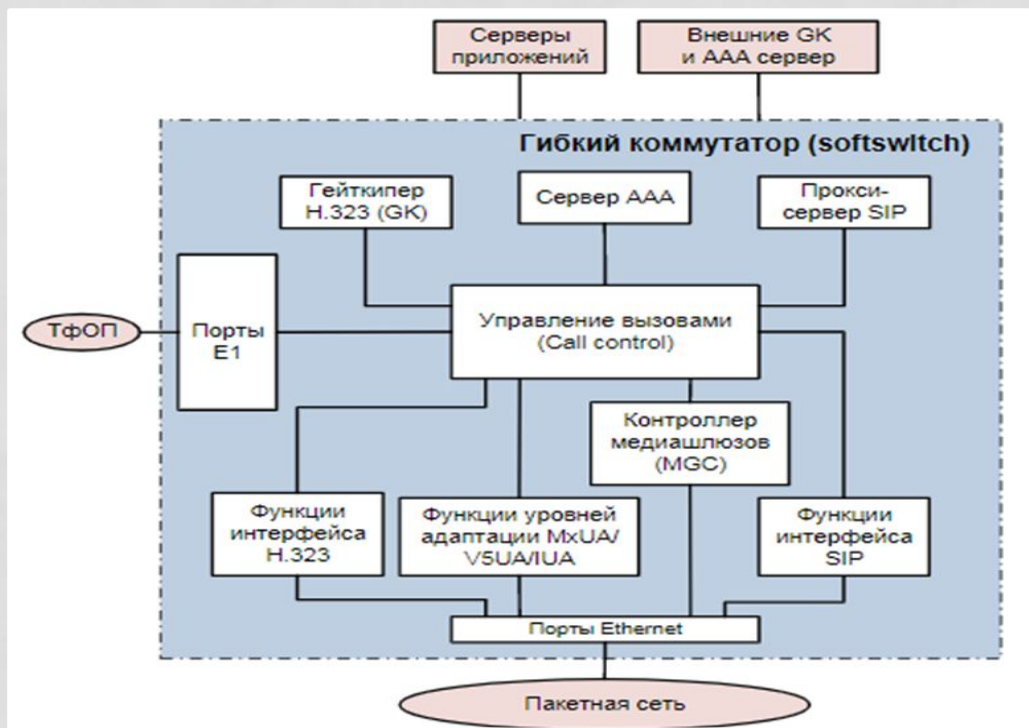 Серверы
приложений
Внешние GK
и AAA сервер
Гибкий коммутатор (softswitch)
Гейткипер
H.323 (GK)
Сервер AAA
Прокси-
сервер SIP
ТфОП
Порты
E1
Управление вызовами
(Call control)
Контроллер
медиашлюзов
(MGC)
Функции
интерфейса
H.323
Функции уровней
адаптации MxUA/
V5UA/IUA
Функции
интерфейса
SIP
Порты Ethernet
Пакетная сеть